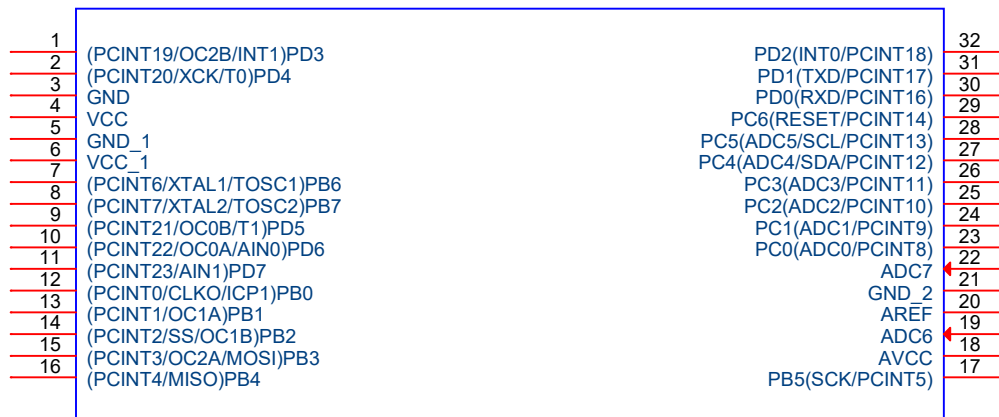 1 (PCINT19/OC2B/INT1)PD3 PD2(INT0/PCINT18) 32
2 (PCINT20/XCK/T0)PD4 PD1(TXD/PCINT17) 31
3 GND PD0(RXD/PCINT16) 30
4 VCC PC6(RESET/PCINT14) 29
5 GND_1 PC5(ADC5/SCL/PCINT13) 28
6 VCC_1 PC4(ADC4/SDA/PCINT12) 27
7 (PCINT6/XTAL1/TOSC1)PB6 PC3(ADC3/PCINT11) 26
8 (PCINT7/XTAL2/TOSC2)PB7 PC2(ADC2/PCINT10) 25
9 (PCINT21/OC0B/T1)PD5 PC1(ADC1/PCINT9) 24
10 (PCINT22/OC0A/AIN0)PD6 PC0(ADC0/PCINT8) 23
11 (PCINT23/AIN1)PD7 ADC7 22
12 (PCINT0/CLKO/ICP1)PB0 GND_2 21
13 (PCINT1/OC1A)PB1 AREF 20
14 (PCINT2/SS/OC1B)PB2 ADC6 19
15 (PCINT3/OC2A/MOSI)PB3 AVCC 18
16 (PCINT4/MISO)PB4 PB5(SCK/PCINT5) 17